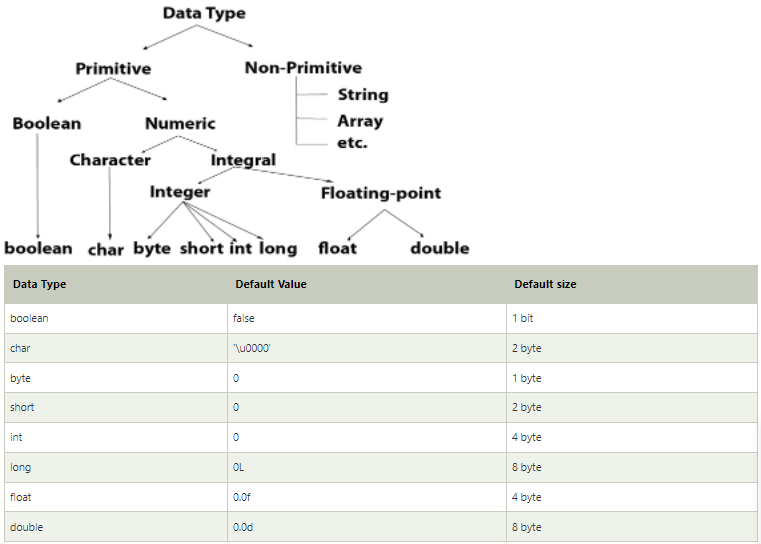 Data Type
Primitive Non-Primitive
String
Boolean Numeric Array
etc.
Character Integral
Integer Floating-point
boolean char byte short int long float double
Data Type Default Value Default size
boolean false 1 bit
char '\u0000' 2 byte
byte 0 1 byte
short 0 2 byte
int 0 4 byte
long 0L 8 byte
float 0.0f 4 byte
double 0.0d 8 byte